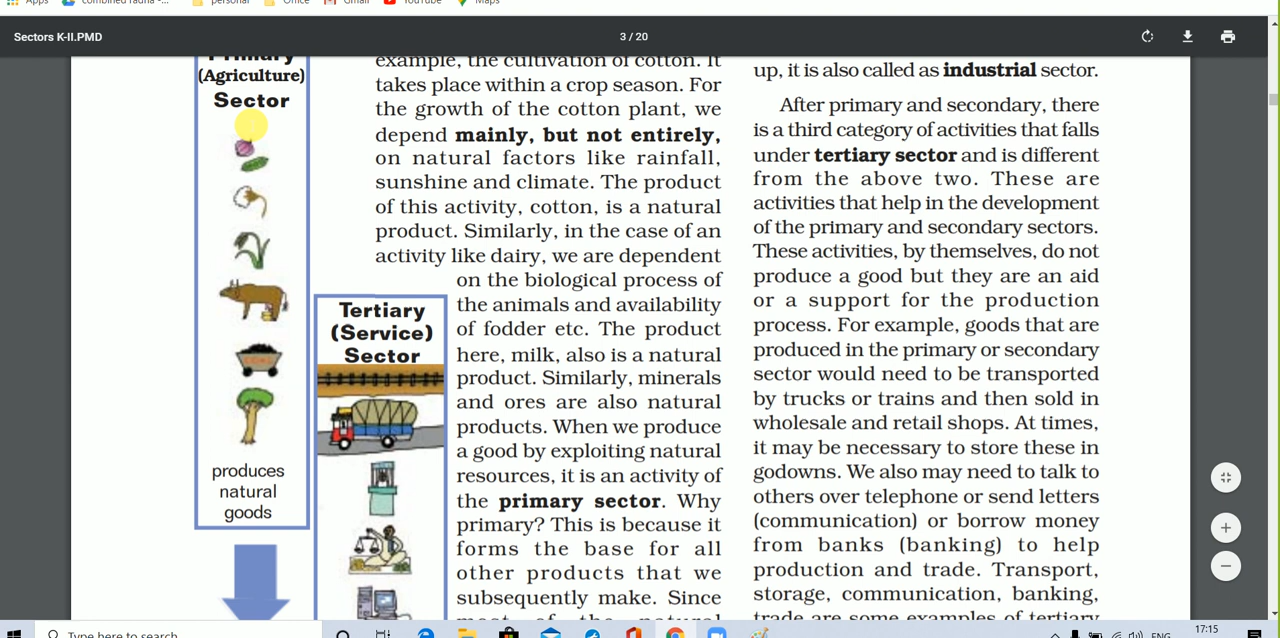 Apps
combined radha -...
personal
Office
Gmail
YouTube
Maps
Sectors K-II.PMD
3 / 20
Primary
(Agriculture)
Sector
produces
natural
goods
Tertiary
(Service)
Sector
example, the cultivation of cotton. It
takes place within a crop season. For
the growth of the cotton plant, we
depend mainly, but not entirely,
on natural factors like rainfall,
sunshine and climate. The product
of this activity, cotton, is a natural
product. Similarly, in the case of an
activity like dairy, we are dependent
on the biological process of
the animals and availability
of fodder etc. The product
here, milk, also is a natural
product. Similarly, minerals
and ores are also natural
products. When we produce
a good by exploiting natural
resources, it is an activity of
the primary sector. Why
primary? This is because it
forms the base for all
other products that we
subsequently make. Since
most of the natural
up, it is also called as industrial sector.
After primary and secondary, there
is a third category of activities that falls
under tertiary sector and is different
from the above two. These are
activities that help in the development
of the primary and secondary sectors.
These activities, by themselves, do not
produce a good but they are an aid
or a support for the production
process. For example, goods that are
produced in the primary or secondary
sector would need to be transported
by trucks or trains and then sold in
wholesale and retail shops. At times,
it may be necessary to store these in
godowns. We also may need to talk to
others over telephone or send letters
(communication) or borrow money
from banks (banking) to help
production and trade. Transport,
storage, communication, banking,
trade are some examples of tertiary
Type here to search
ENG
17:15